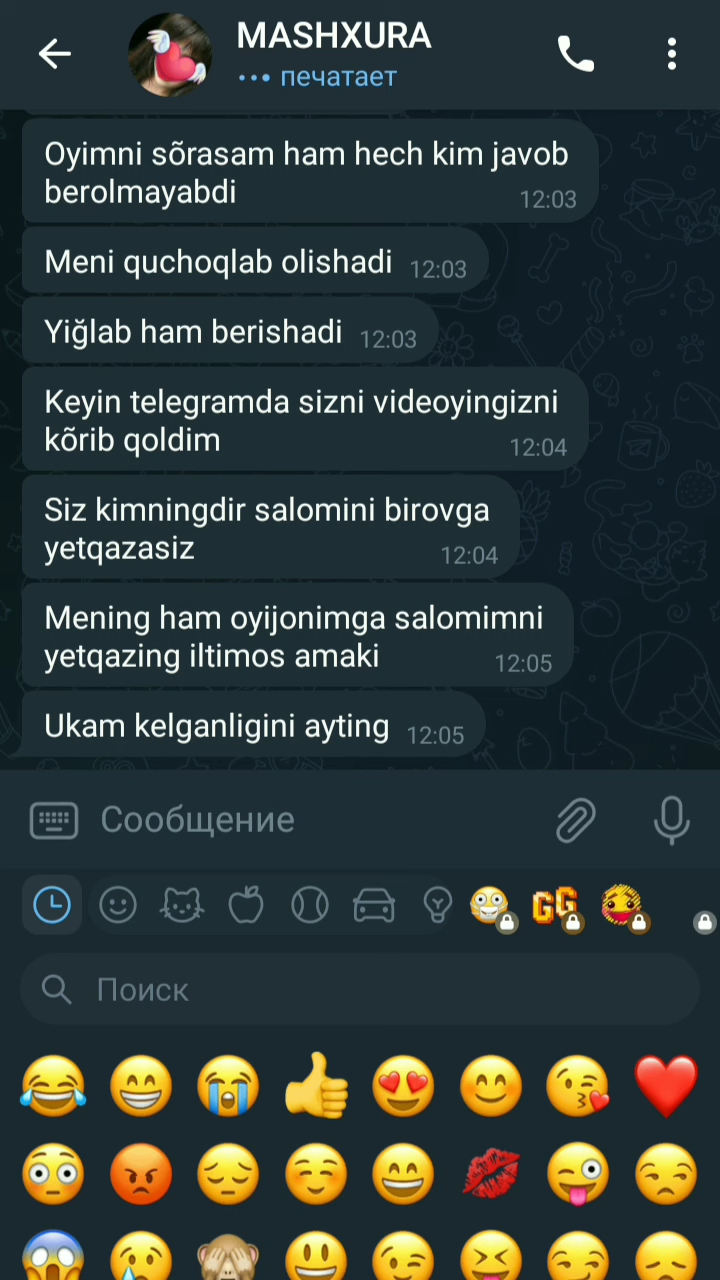 MASHXURA
печатает
Oyimni sõrasam ham hech kim javob
berolmayabdi
12:03
Meni quchoqlab olishadi 12:03
Yiğlab ham berishadi 12:03
Keyin telegramda sizni videoyingizni
kõrib qoldim
12:04
Siz kimningdir salomini birovga
yetqazasiz
12:04
Mening ham oyijonimga salomimni
yetqazing iltimos amaki
12:05
Ukam kelganligini ayting 12:05
Сообщение
GG
Поиск